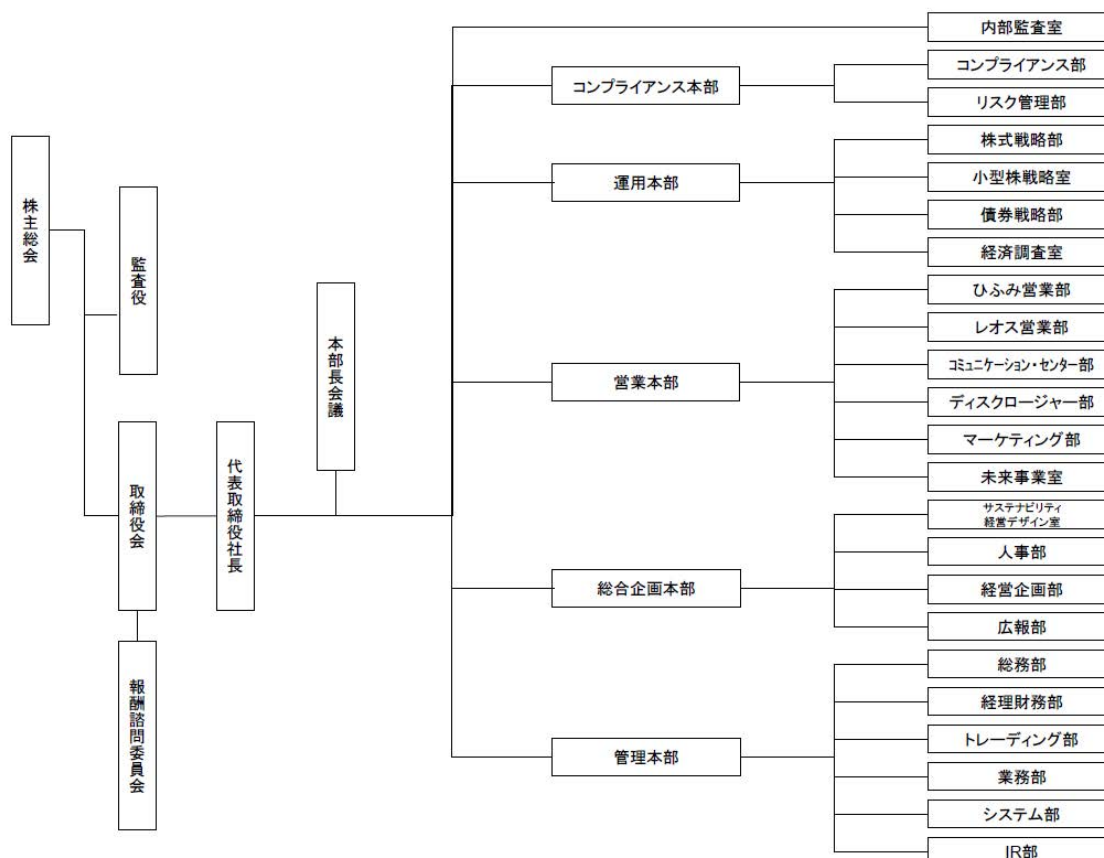 株主総会
監査役
取締役会
報酬諮問委員会
代表取締役社長
本部長会議
内部監査室
コンプライアンス本部
コンプライアンス部
リスク管理部
運用本部
株式戦略部
小型株戦略室
債券戦略部
経済調査室
営業本部
ひふみ営業部
レオス営業部
コミュニケーション・センター部
ディスクロージャー部
マーケティング部
未来事業室
総合企画本部
サステナビリティ
経営デザイン室
人事部
経営企画部
広報部
管理本部
総務部
経理財務部
トレーディング部
業務部
システム部
IR部